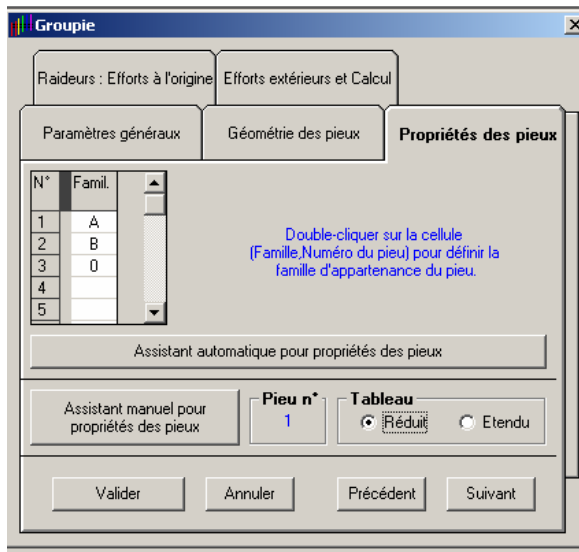 Groupie
Raideurs : Efforts à l'origine Efforts extérieurs et Calcul
Paramètres généraux Géométrie des pieux Propriétés des pieux
N° Famil.
1 A
2 B
3 0
4
5
Double-cliquer sur la cellule
(Famille,Numéro du pieu) pour définir la
famille d'appartenance du pieu.
Assistant automatique pour propriétés des pieux
Assistant manuel pour
propriétés des pieux
Pieu n°
1
Tableau
Réduit Etendu
Valider Annuler Précédent Suivant